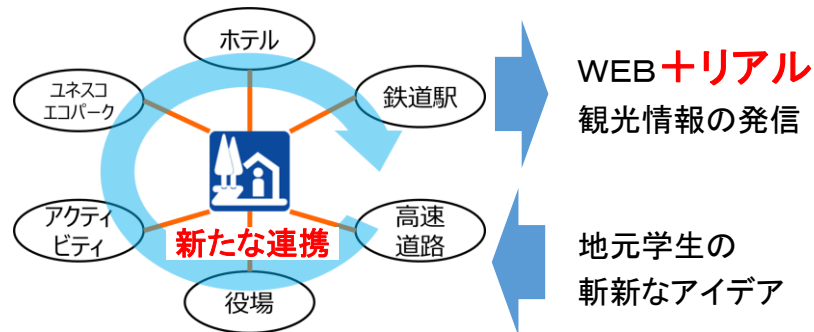 ホテル
ユネスコ
エコパーク
鉄道駅
アクティ
ビティ
高速
道路
新たな連携
役場
WEB+リアル
観光情報の発信
地元学生の
斬新なアイデア